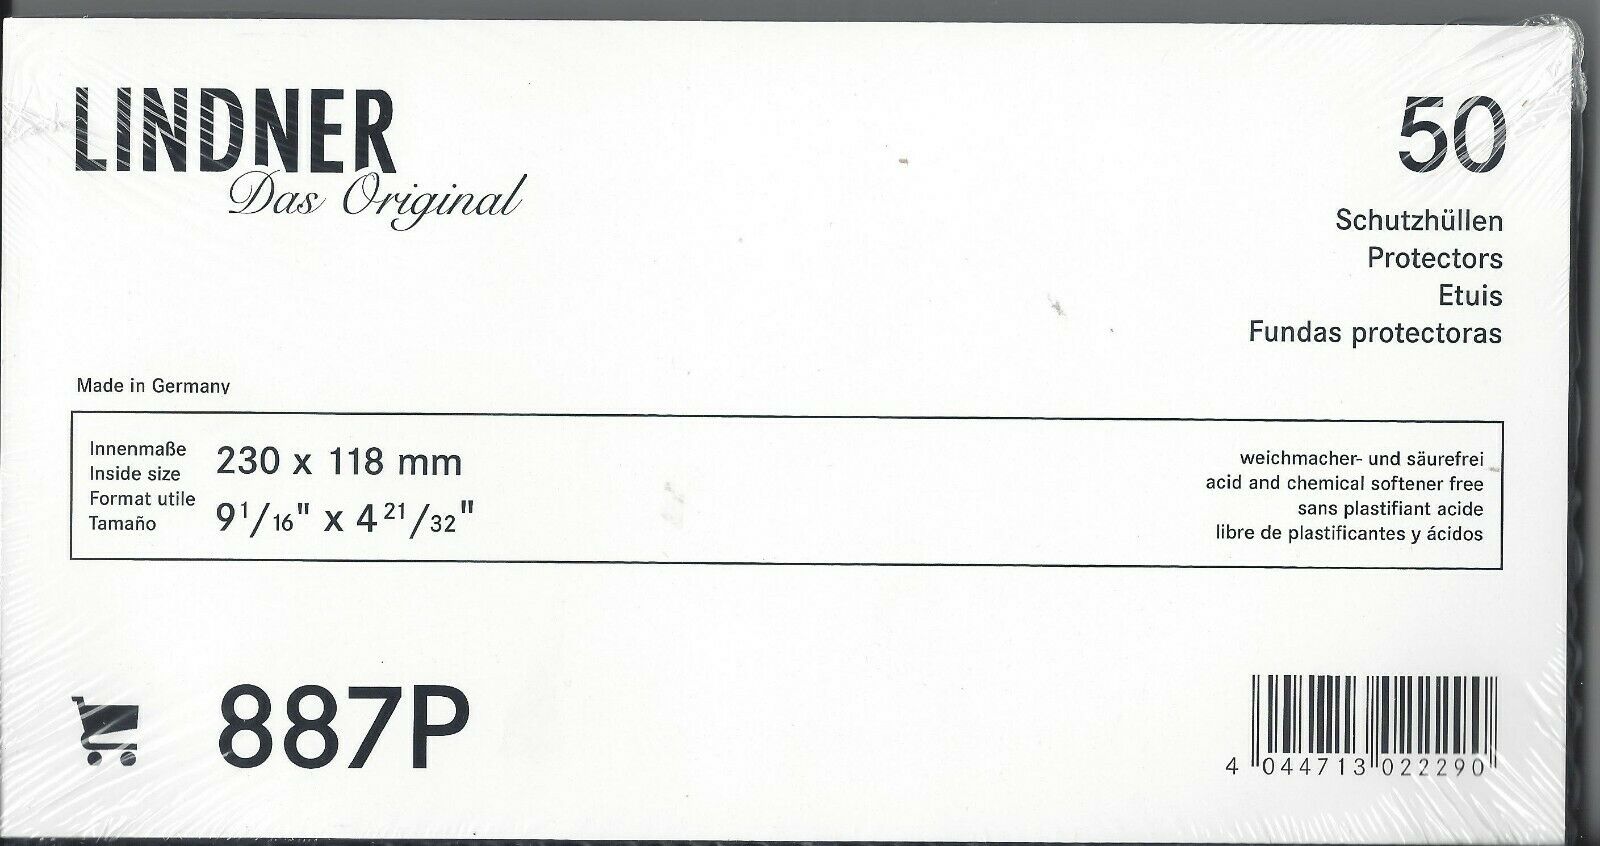 LINDNER
Das Original
50
Schutzhüllen
Protectors
Etuis
Fundas protectoras
Made in Germany
Innenmaße
Inside size
Format utile
Tamaño
230 x 118 mm
9 1/16" x 4 21/32"
weichmacher- und säurefrei
acid and chemical softener free
sans plastifiant acide
libre de plastificantes y ácidos
887P
4 044713 022290